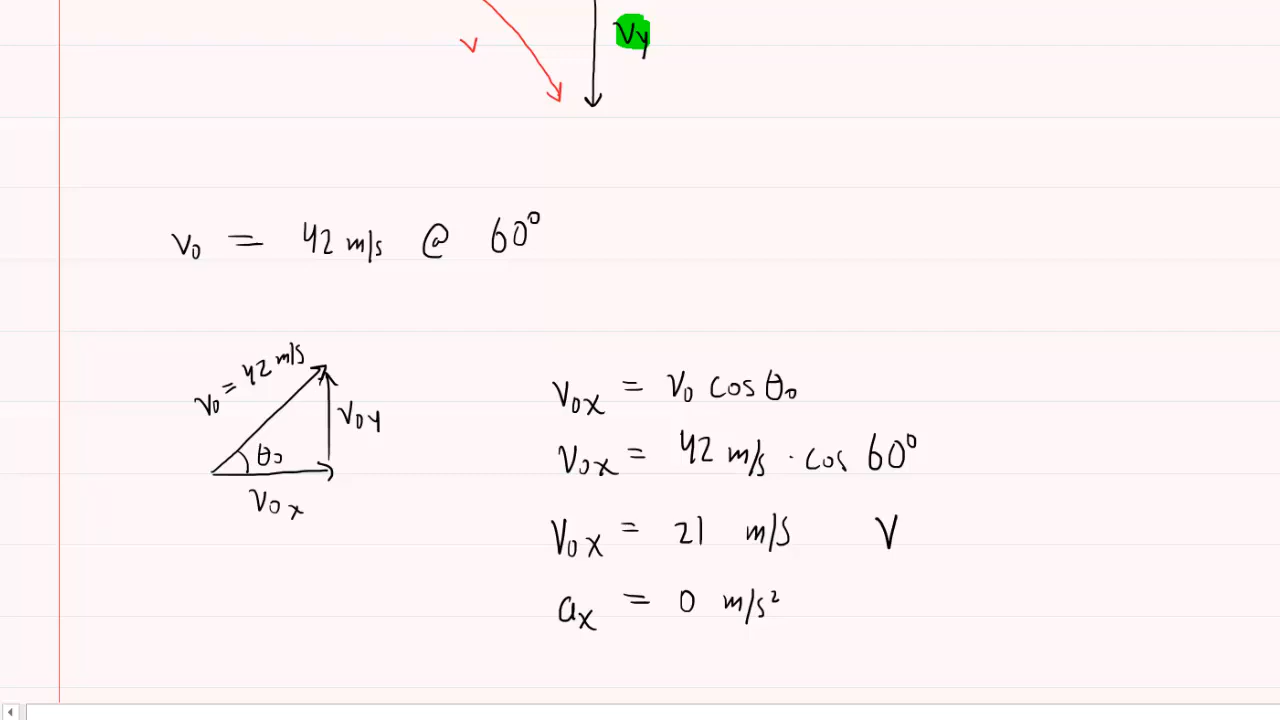 Vy
v
v₀ = 42 m/s @ 60°
v₀ = 42 m/s
v₀y
θ₀
v₀x
v₀x = v₀ cos θ₀
v₀x = 42 m/s · cos 60°
v₀x = 21 m/s v
ax = 0 m/s²